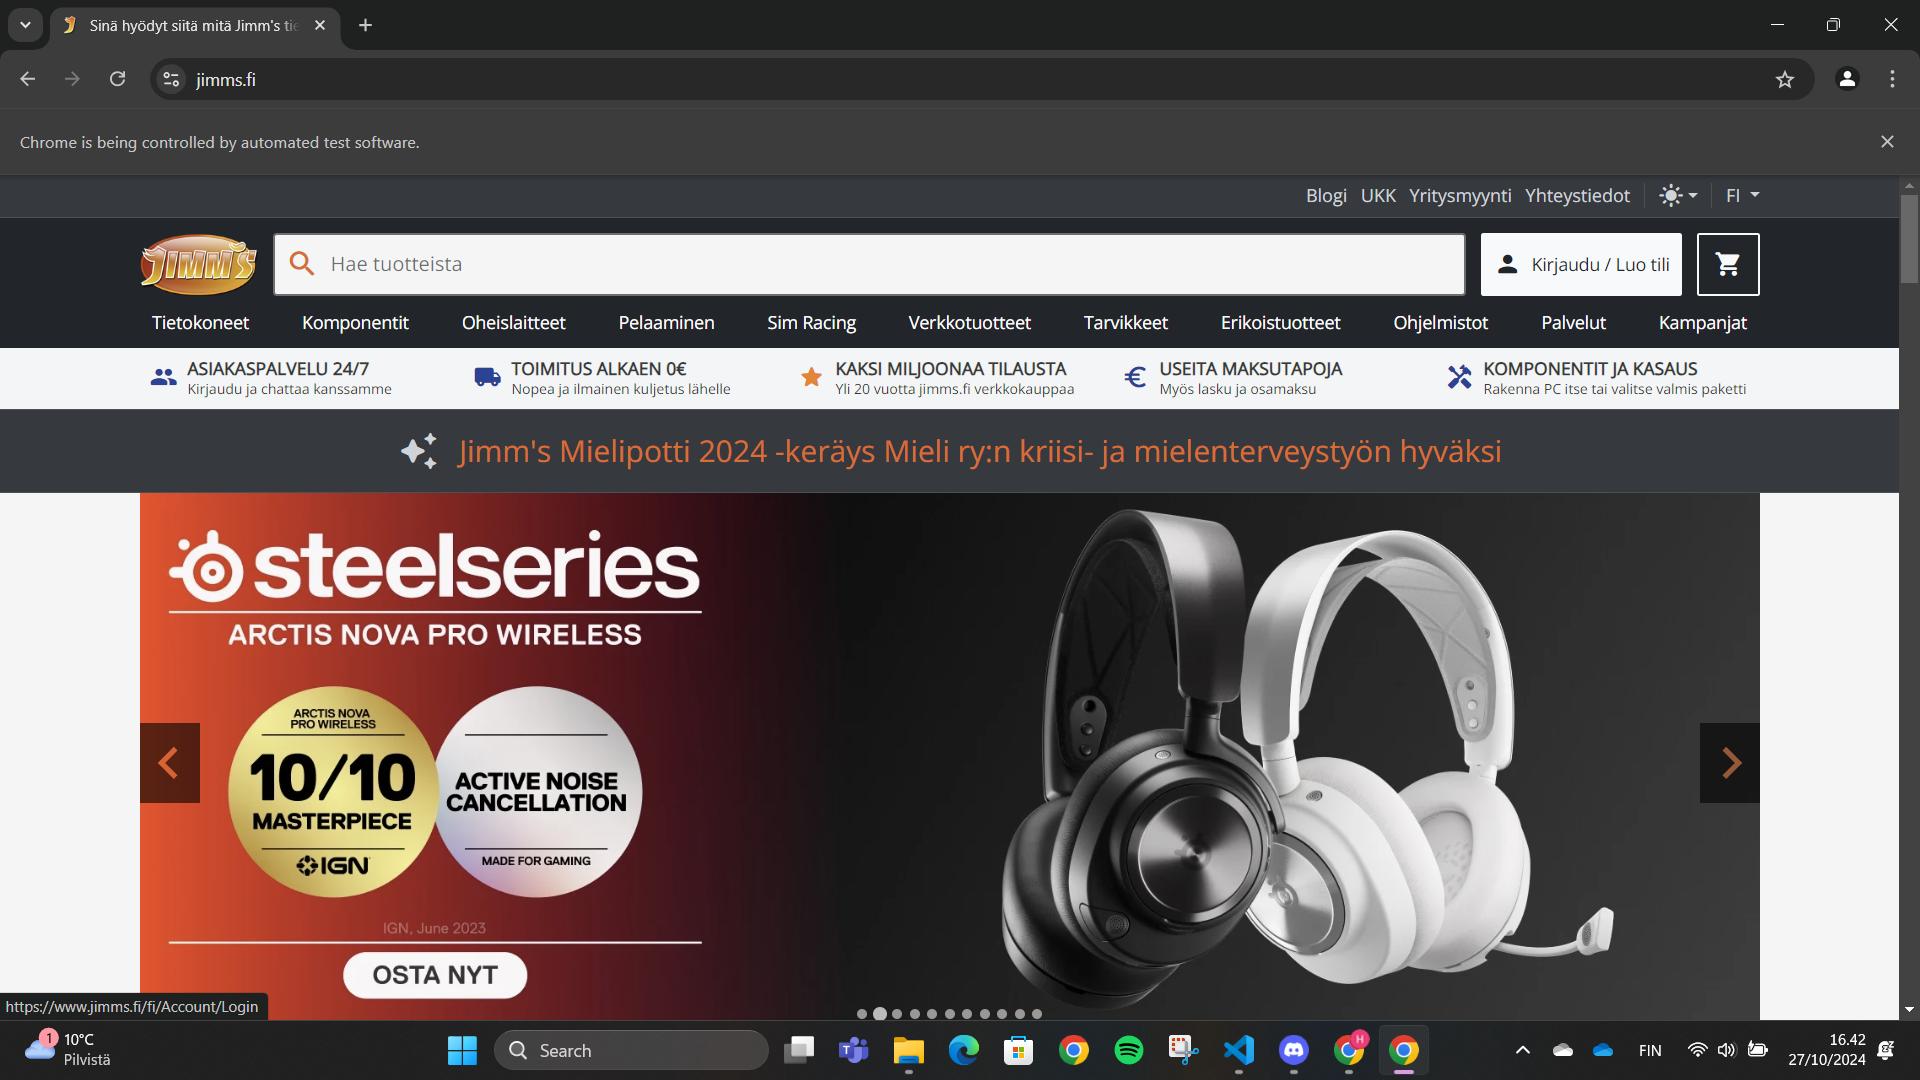 Sinä hyödyt siitä mitä Jimm's tie
jimms.fi
Chrome is being controlled by automated test software.
Blogi UKK Yritysmyynti Yhteystiedot FI
JIMM'S
Hae tuotteista
Kirjaudu / Luo tili
Tietokoneet Komponentit Oheislaitteet Pelaaminen Sim Racing Verkkotuotteet Tarvikkeet Erikoistuotteet Ohjelmistot Palvelut Kampanjat
ASIAKASPALVELU 24/7
Kirjaudu ja chattaa kanssamme
TOIMITUS ALKAEN 0€
Nopea ja ilmainen kuljetus lähelle
KAKSI MILJOONAA TILAUSTA
Yli 20 vuotta jimms.fi verkkokauppaa
USEITA MAKSUTAPOJA
Myös lasku ja osamaksu
KOMPONENTIT JA KASAUS
Rakenna PC itse tai valitse valmis paketti
Jimm's Mielipotti 2024 -keräys Mieli ry:n kriisi- ja mielenterveystyön hyväksi
steelseries
ARCTIS NOVA PRO WIRELESS
ARCTIS NOVA
PRO WIRELESS
10/10
MASTERPIECE
IGN
ACTIVE NOISE
CANCELLATION
MADE FOR GAMING
IGN, June 2023
OSTA NYT
https://www.jimms.fi/fi/Account/Login
1
10°C
Pilvistä
Search
T
H
FIN
16.42
27/10/2024